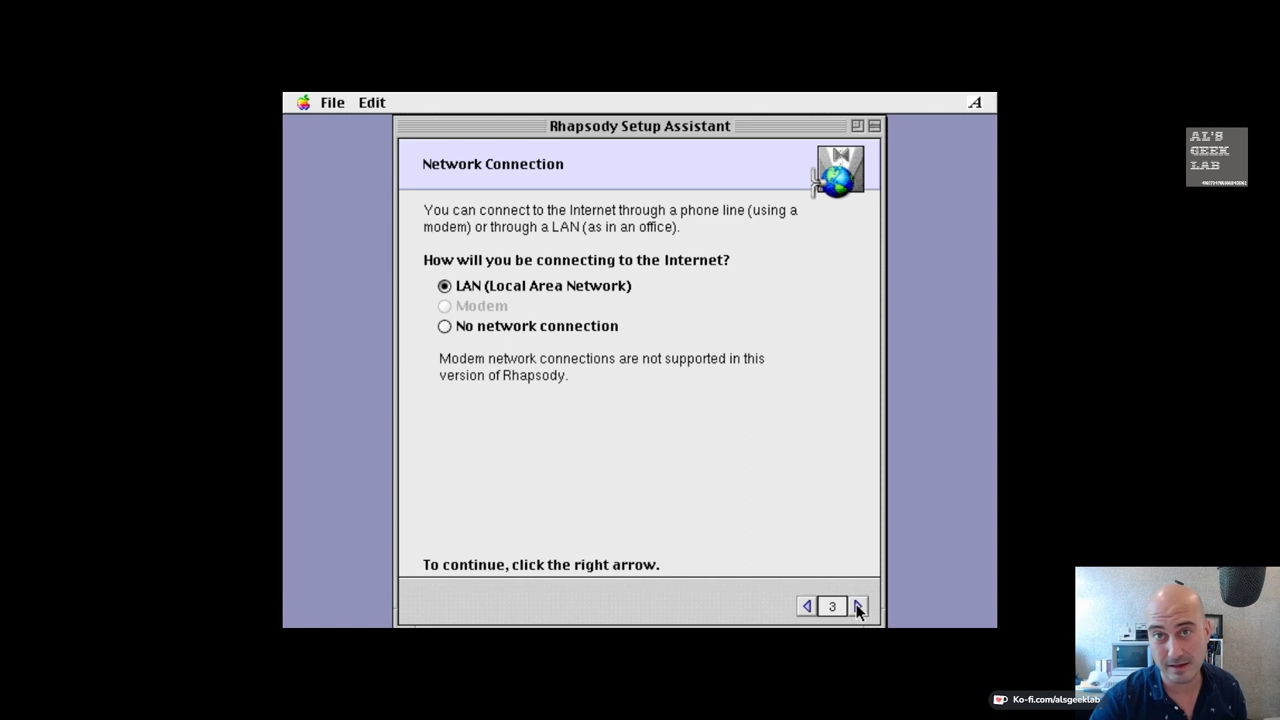 File Edit
Rhapsody Setup Assistant
Network Connection
You can connect to the Internet through a phone line (using a
modem) or through a LAN (as in an office).
How will you be connecting to the Internet?
LAN (Local Area Network)
Modem
No network connection
Modem network connections are not supported in this
version of Rhapsody.
To continue, click the right arrow.
3
AL'S
GEEK
LAB
Ko-fi.com/alsgeeklab